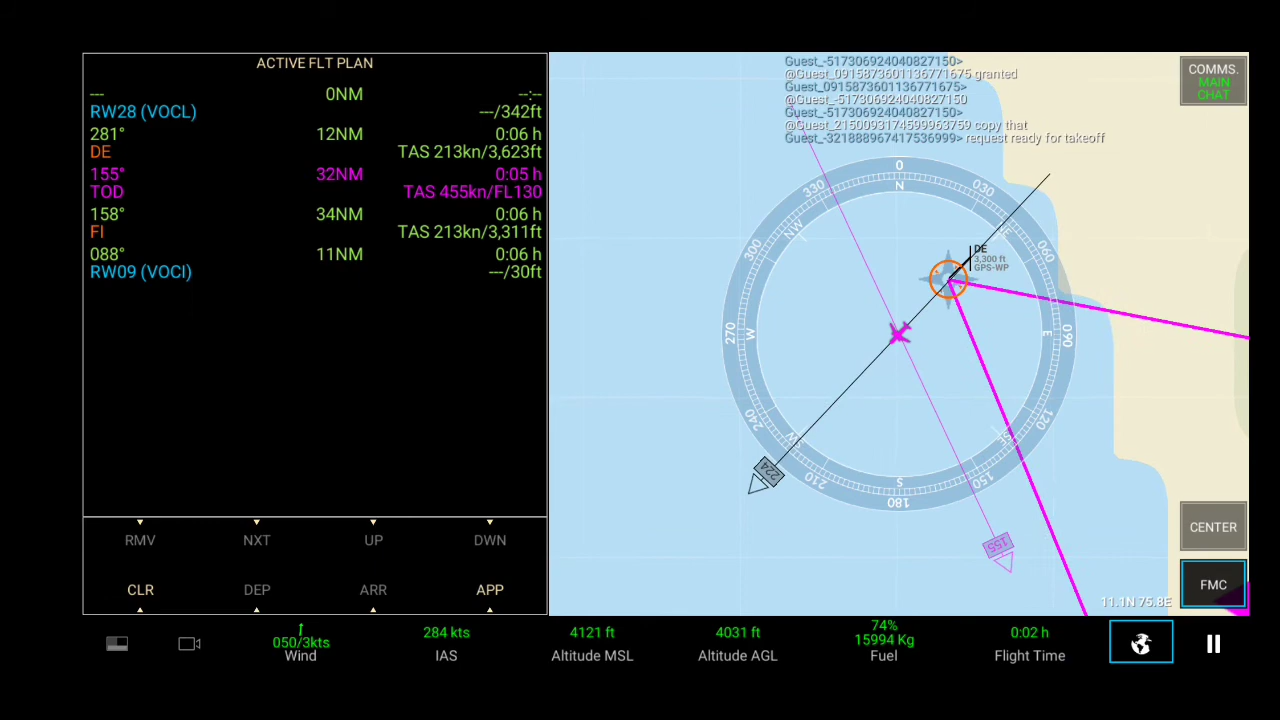 ACTIVE FLT PLAN
--- 0NM --:--
RW28 (VOCL) ---/342ft
281° 12NM 0:06 h
DE TAS 213kn/3,623ft
155° 32NM 0:05 h
TOD TAS 455kn/FL130
158° 34NM 0:06 h
FI TAS 213kn/3,311ft
088° 11NM 0:06 h
RW09 (VOCI) ---/30ft
RMV NXT UP DWN
CLR DEP ARR APP
Guest_-517306924040827150>
@Guest_0915873601136771675 granted
Guest_0915873601136771675>
@Guest_-517306924040827150
Guest_-517306924040827150>
@Guest_2150093174599963759 copy that
Guest_-321888967417536999> request ready for takeoff
COMMS.
MAIN
CHAT
0
N
330
030
NW
NE
300
060
DE
3,300 ft
GPS-WP
270
W
E
090
240
120
SW
SE
210
150
S
180
224
155
CENTER
FMC
11.1N 75.8E
050/3kts
Wind
284 kts
IAS
4121 ft
Altitude MSL
4031 ft
Altitude AGL
74%
15994 Kg
Fuel
0:02 h
Flight Time